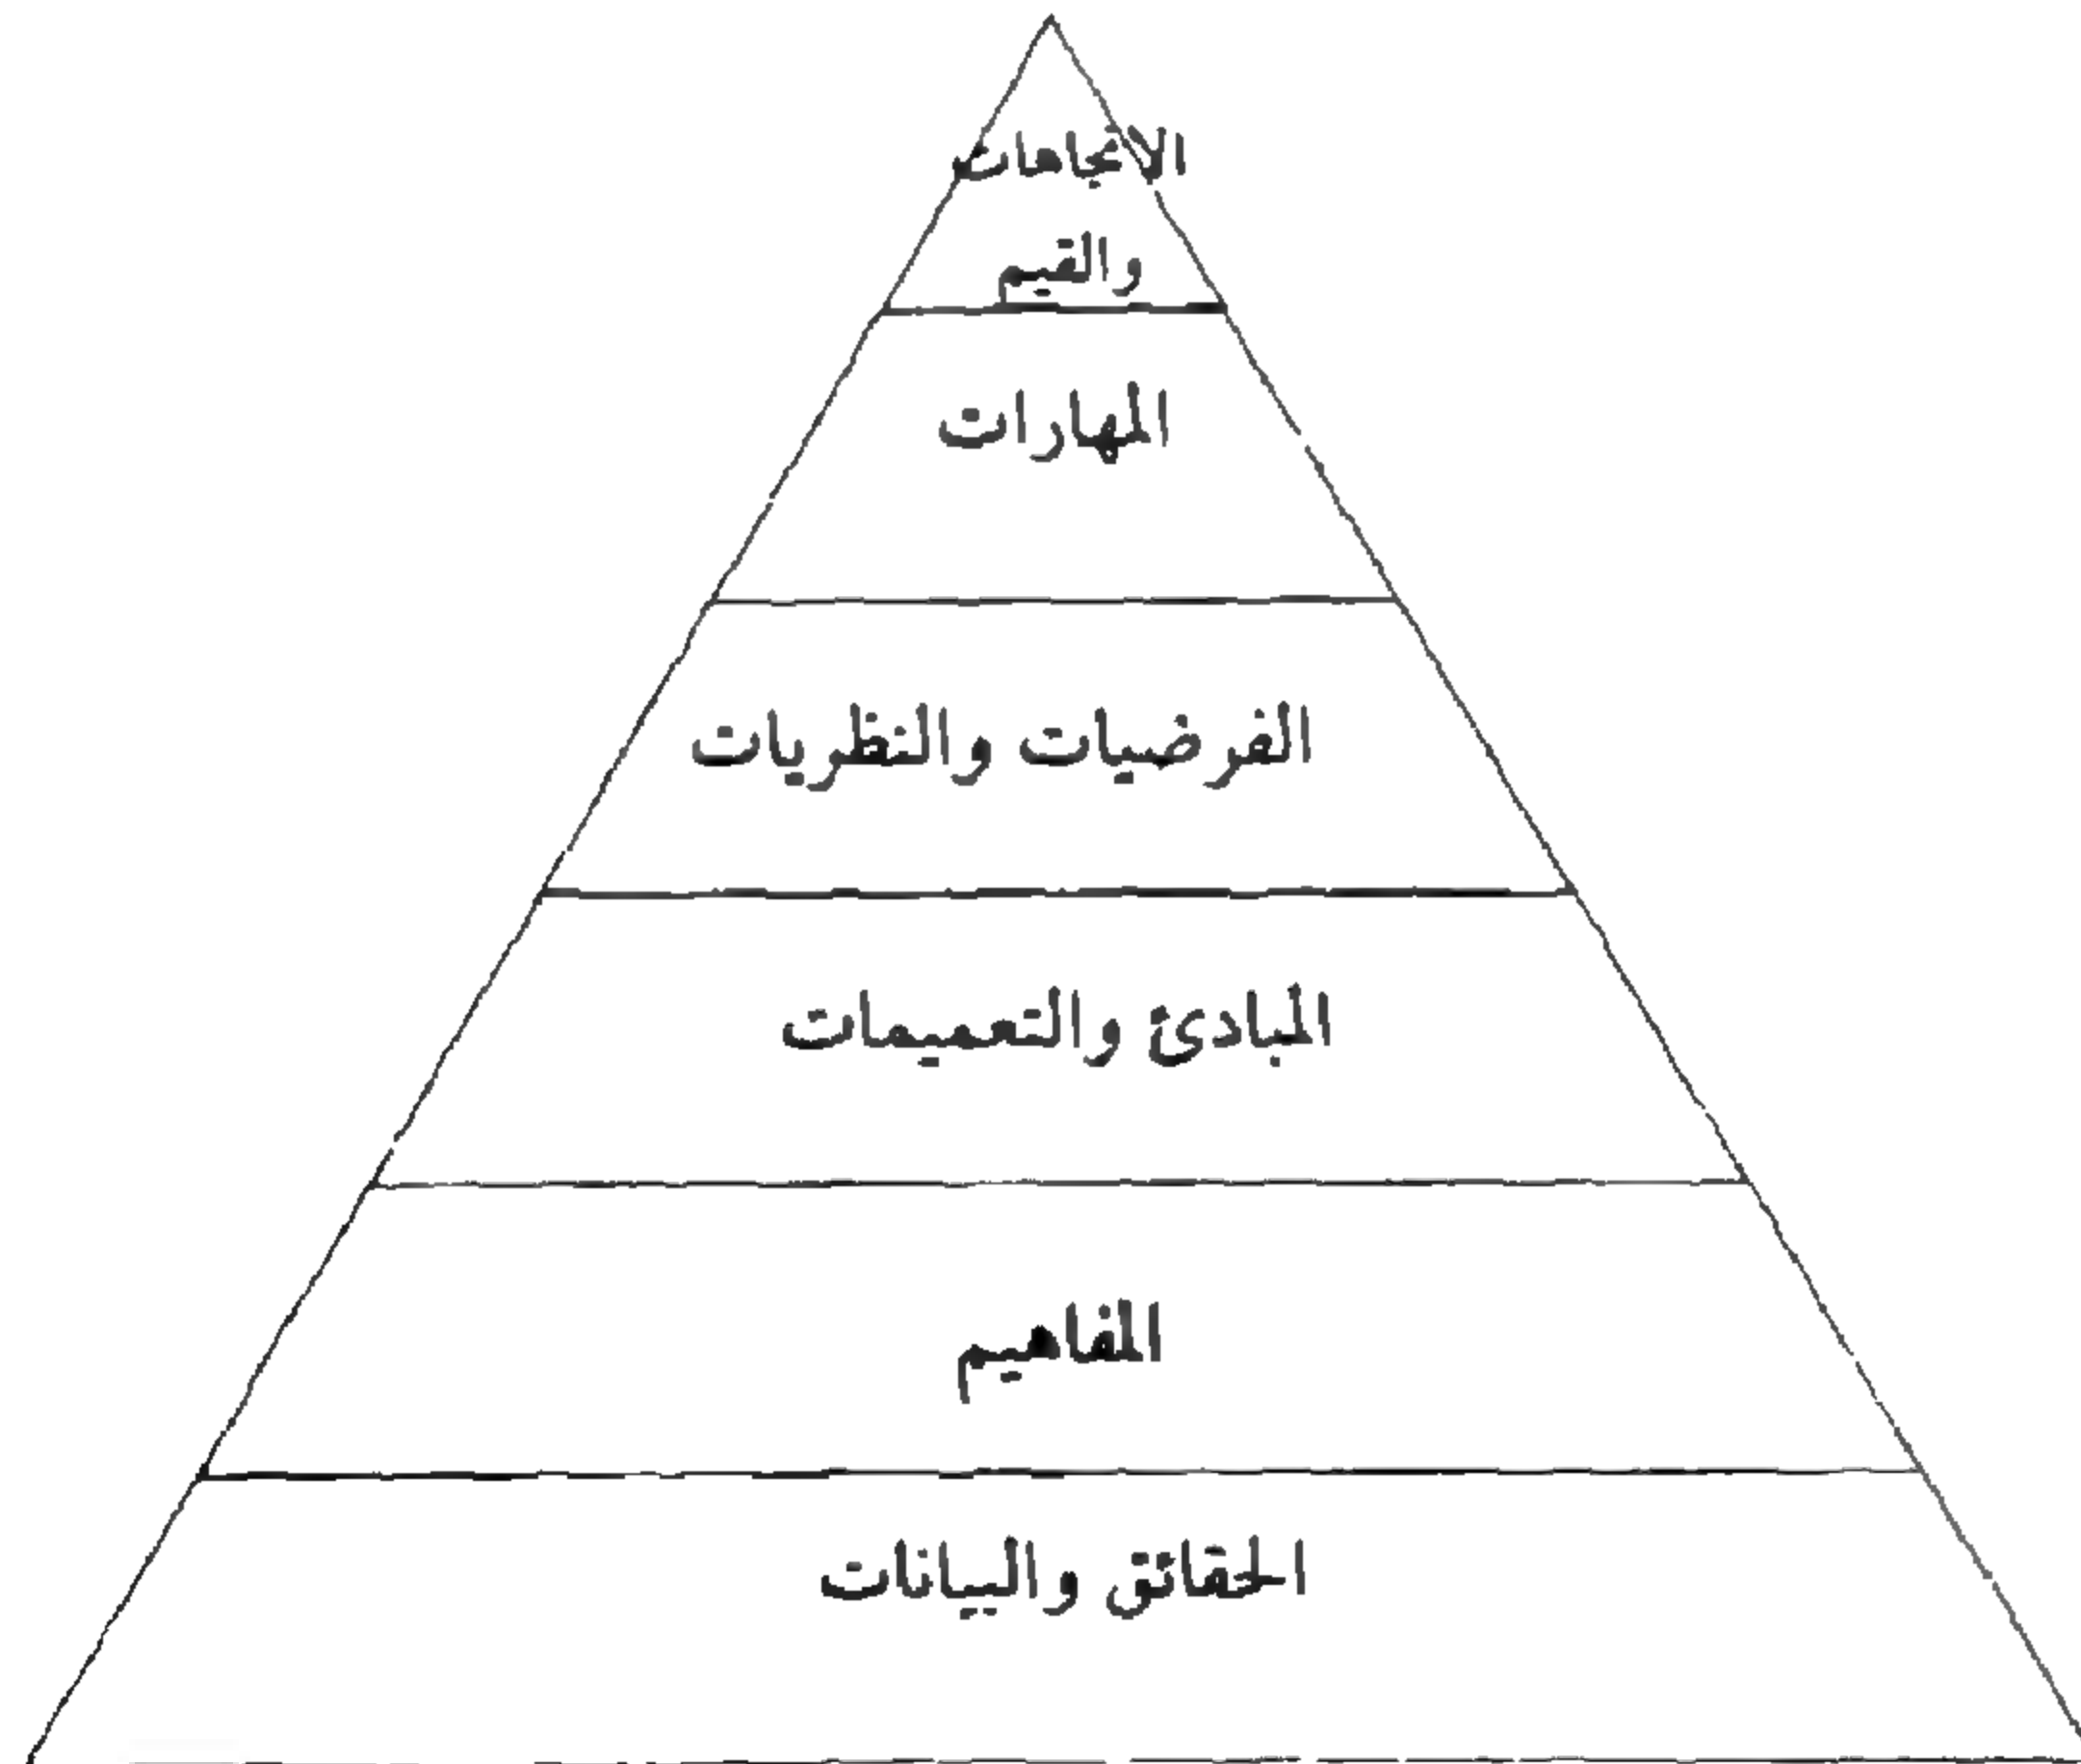 الاتجاهات
والقيم
المهارات
الفرضيات والنظريات
المبادئ والتعميمات
المفاهيم
الحقائق والبيانات